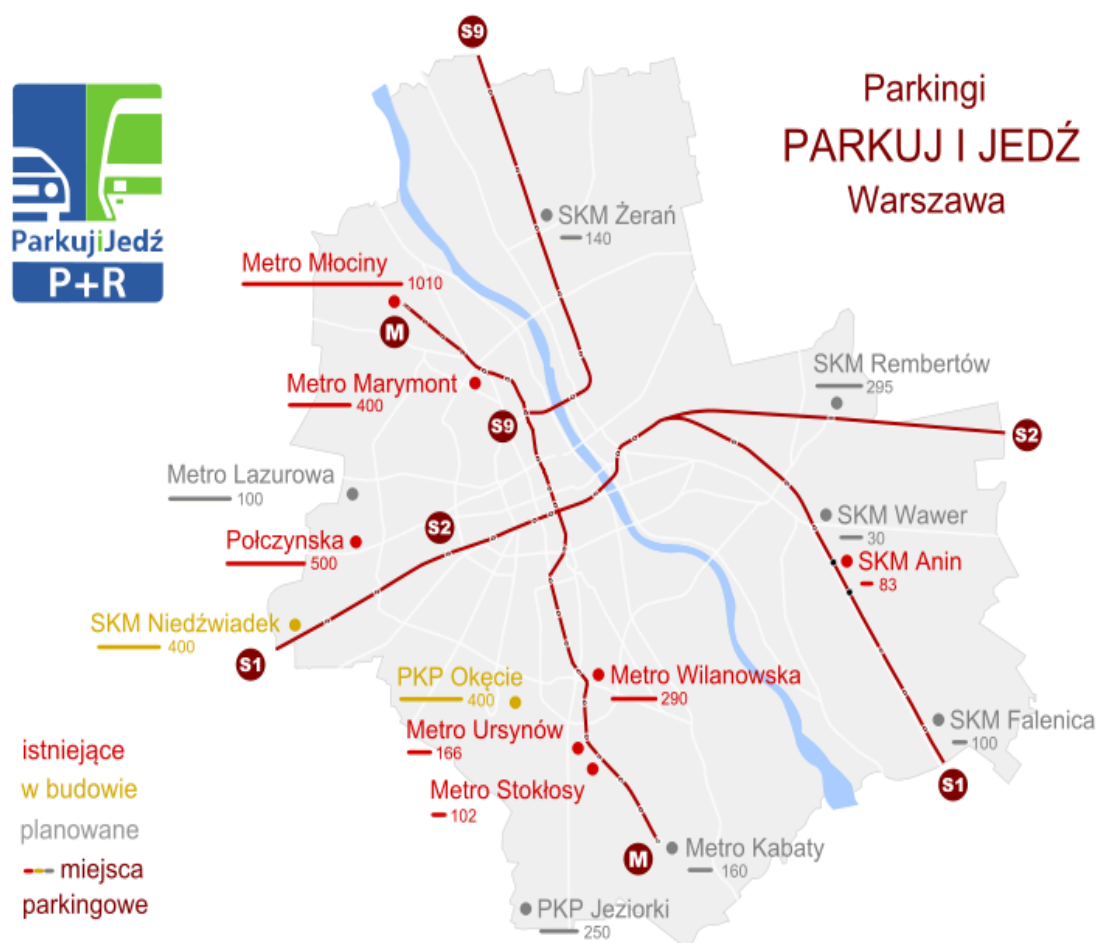 S9
Parkingi
PARKUJ I JEDŹ
Warszawa
ParkujiJedź
P+R
SKM Żerań
140
Metro Młociny
1010
M
Metro Marymont
400
S9
SKM Rembertów
295
S2
Metro Lazurowa
100
S2
Połczynska
500
SKM Wawer
30
SKM Anin
83
SKM Niedźwiadek
400
S1
PKP Okęcie
400
Metro Wilanowska
290
Metro Ursynów
166
Metro Stokłosy
102
SKM Falenica
100
S1
Metro Kabaty
160
M
PKP Jeziorki
250
istniejące
w budowie
planowane
miejsca
parkingowe